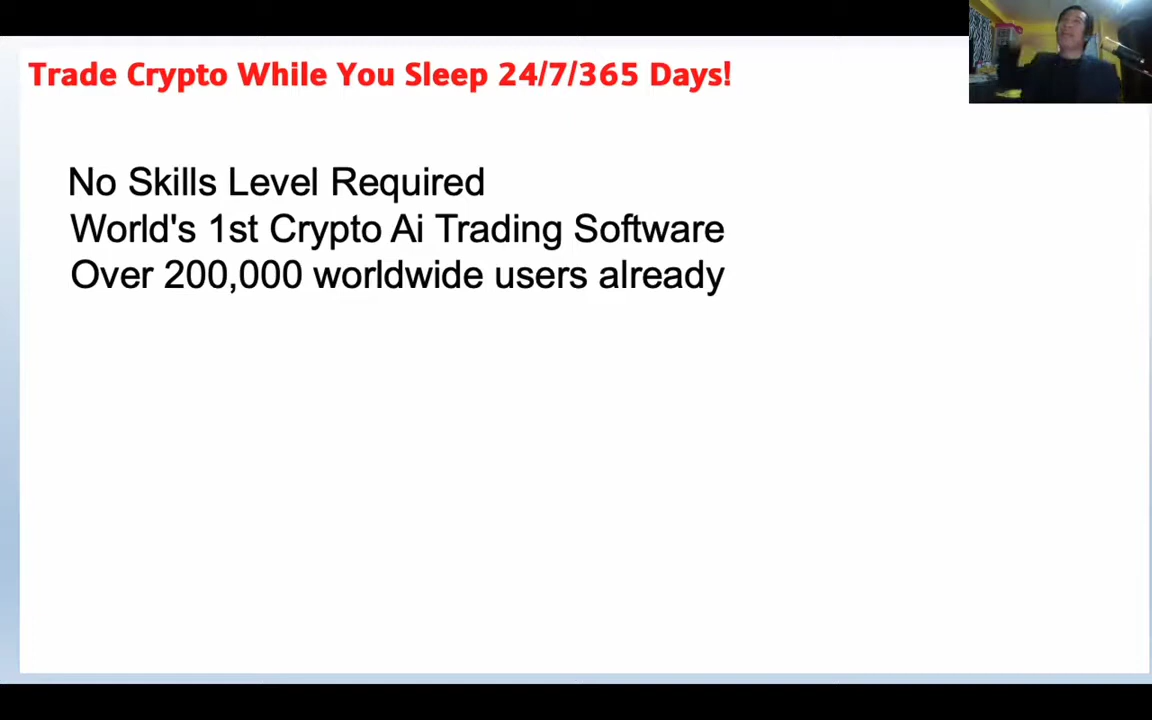 Trade Crypto While You Sleep 24/7/365 Days!
No Skills Level Required
World's 1st Crypto Ai Trading Software
Over 200,000 worldwide users already